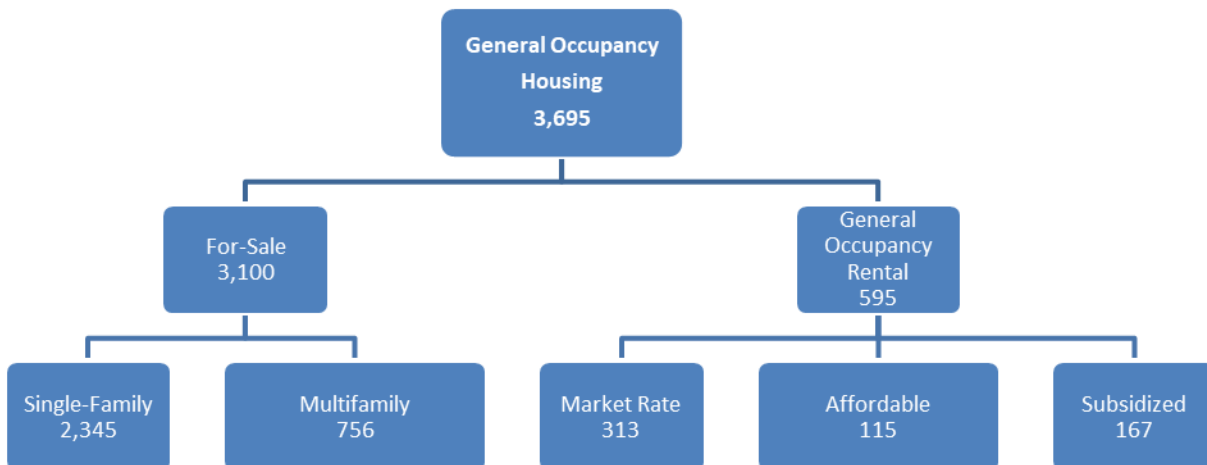 General Occupancy
Housing
3,695
For-Sale
3,100
General
Occupancy
Rental
595
Single-Family
2,345
Multifamily
756
Market Rate
313
Affordable
115
Subsidized
167